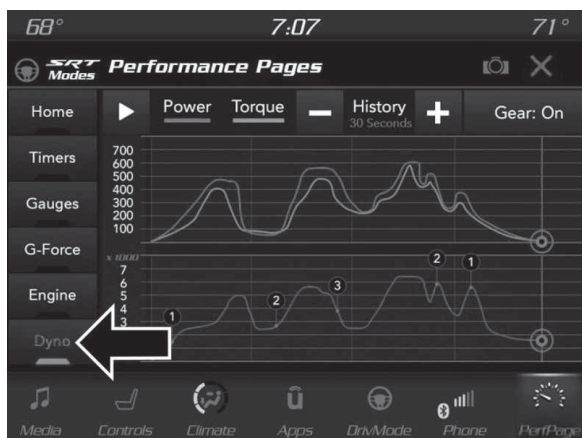 68° 7:07 71°
SRT Modes Performance Pages
Home Power Torque History 30 Seconds Gear: On
Timers
Gauges
G-Force
Engine
Dyno
700
600
500
400
300
200
100
x 1000
7
6
5
4
3
1 2 3 2 1
Media Controls Climate Apps DriVMode Phone PerfPage